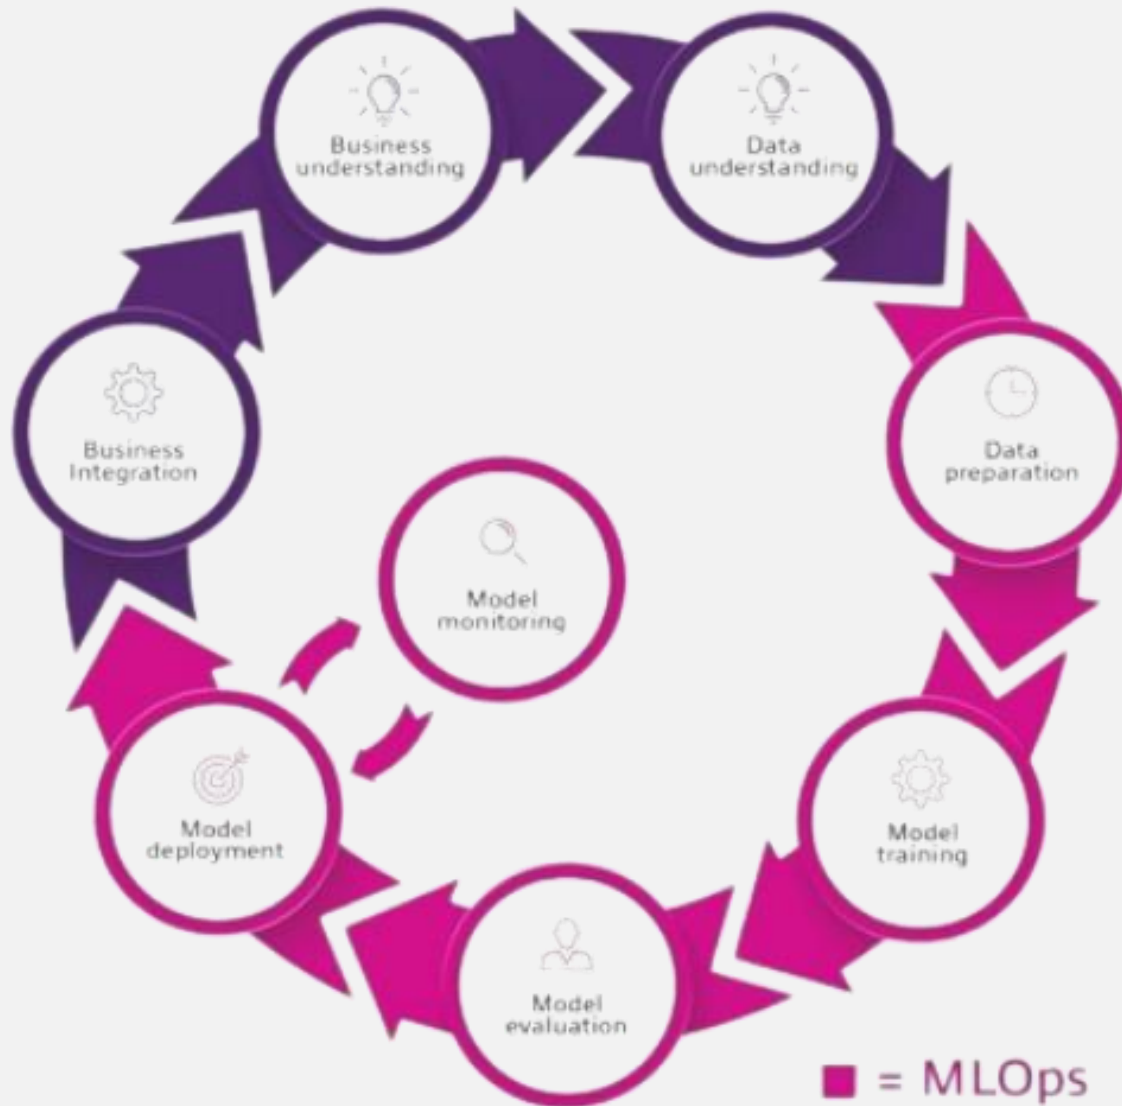 Business
understanding
Data
understanding
Data
preparation
Model
training
Model
evaluation
Model
deployment
Business
Integration
Model
monitoring
= MLOps